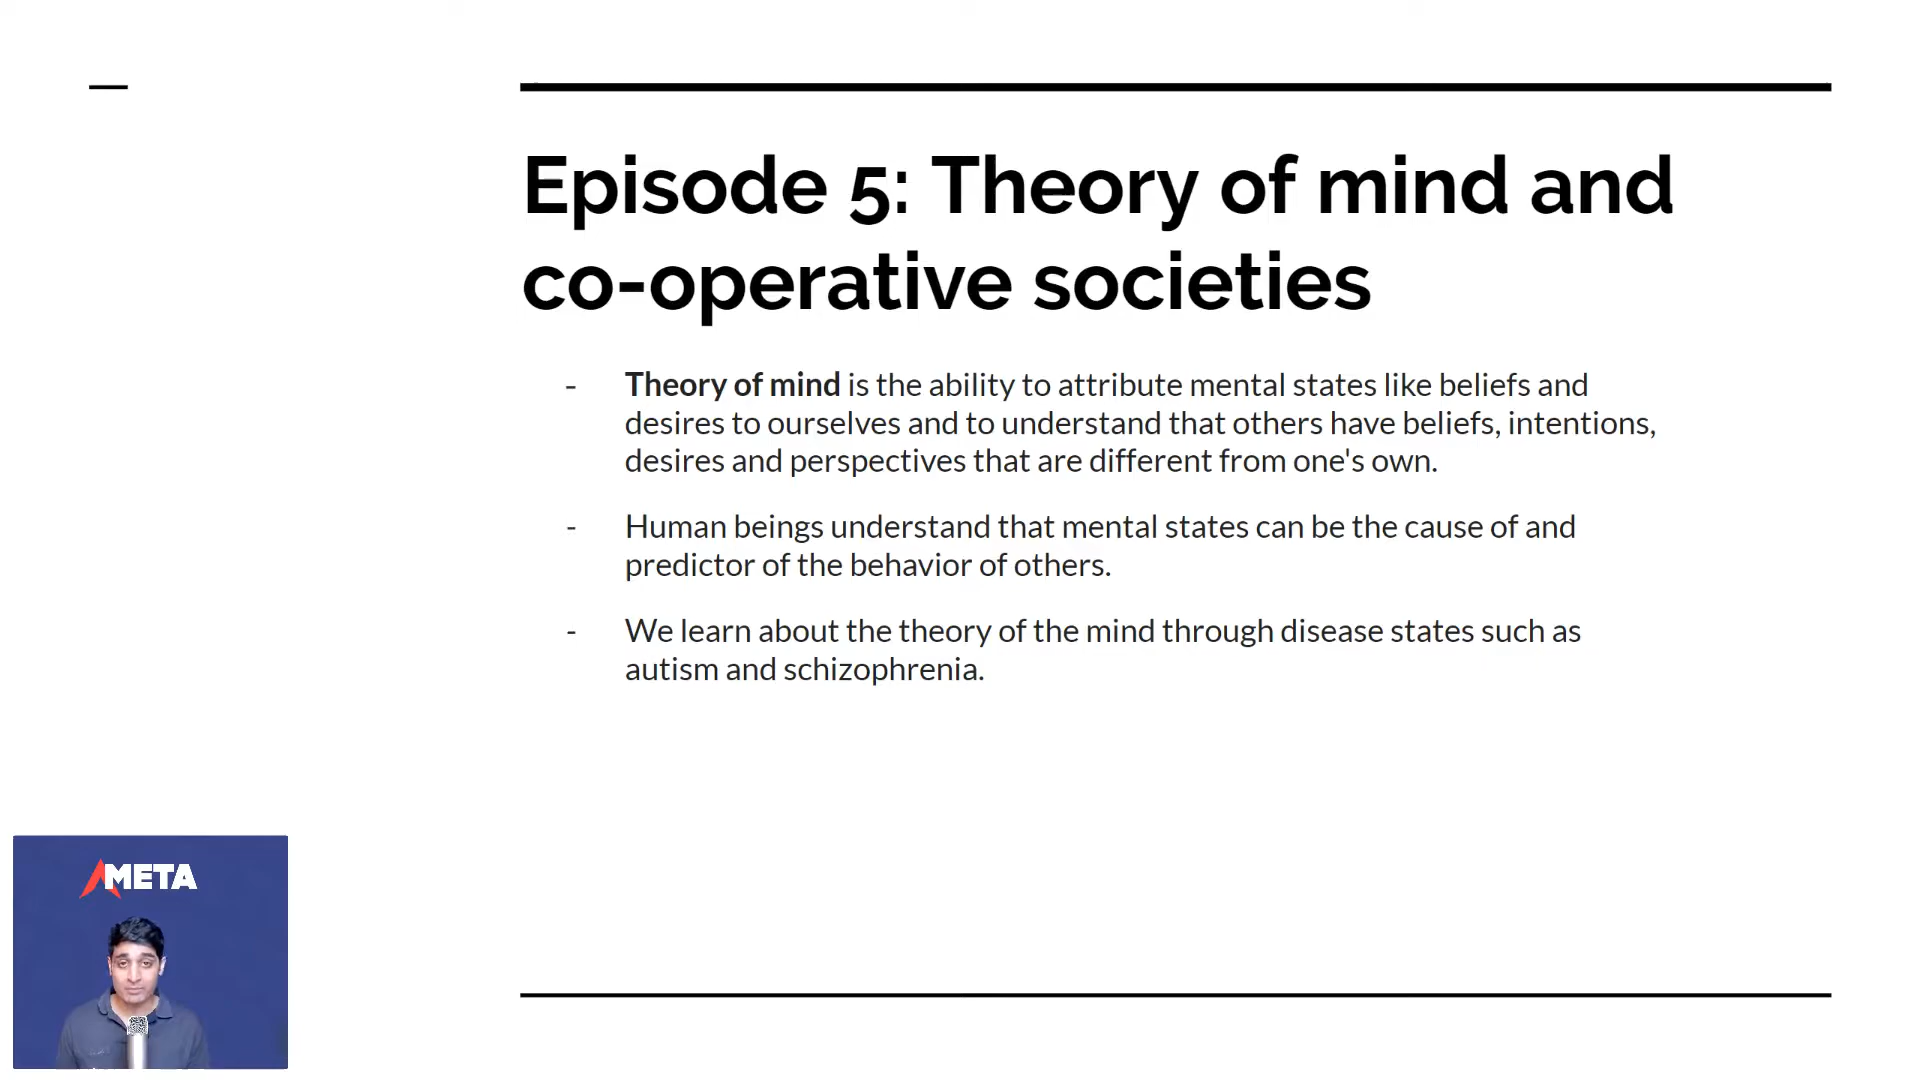 Episode 5: Theory of mind and
co-operative societies
- Theory of mind is the ability to attribute mental states like beliefs and
desires to ourselves and to understand that others have beliefs, intentions,
desires and perspectives that are different from one's own.
- Human beings understand that mental states can be the cause of and
predictor of the behavior of others.
- We learn about the theory of the mind through disease states such as
autism and schizophrenia.
META